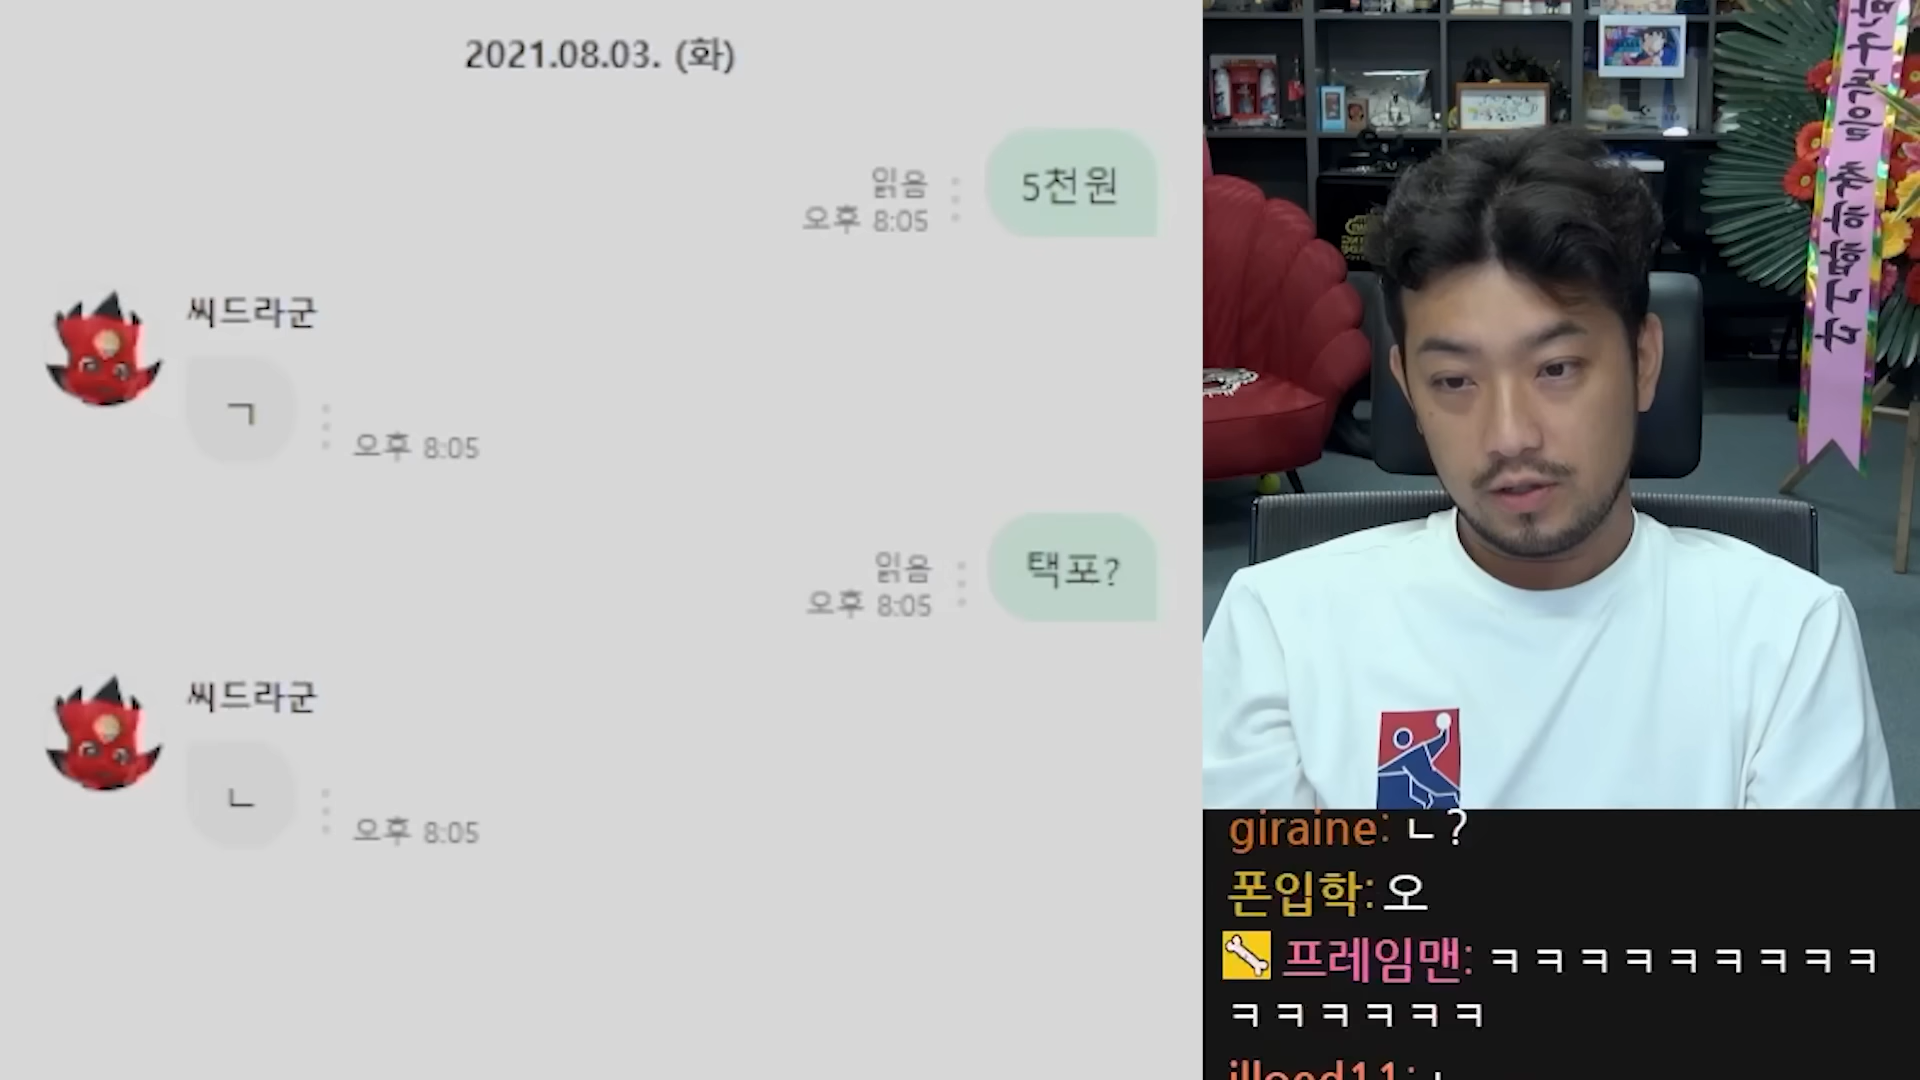 2021.08.03. (화)
5천원
읽음
오후 8:05
씨드라군
ㄱ
오후 8:05
택포?
읽음
오후 8:05
씨드라군
ㄴ
오후 8:05
giraine: ㄴ?
폰입학: 오
프레임맨: ㅋㅋㅋㅋㅋㅋㅋㅋㅋ
ㅋㅋㅋㅋㅋㅋ